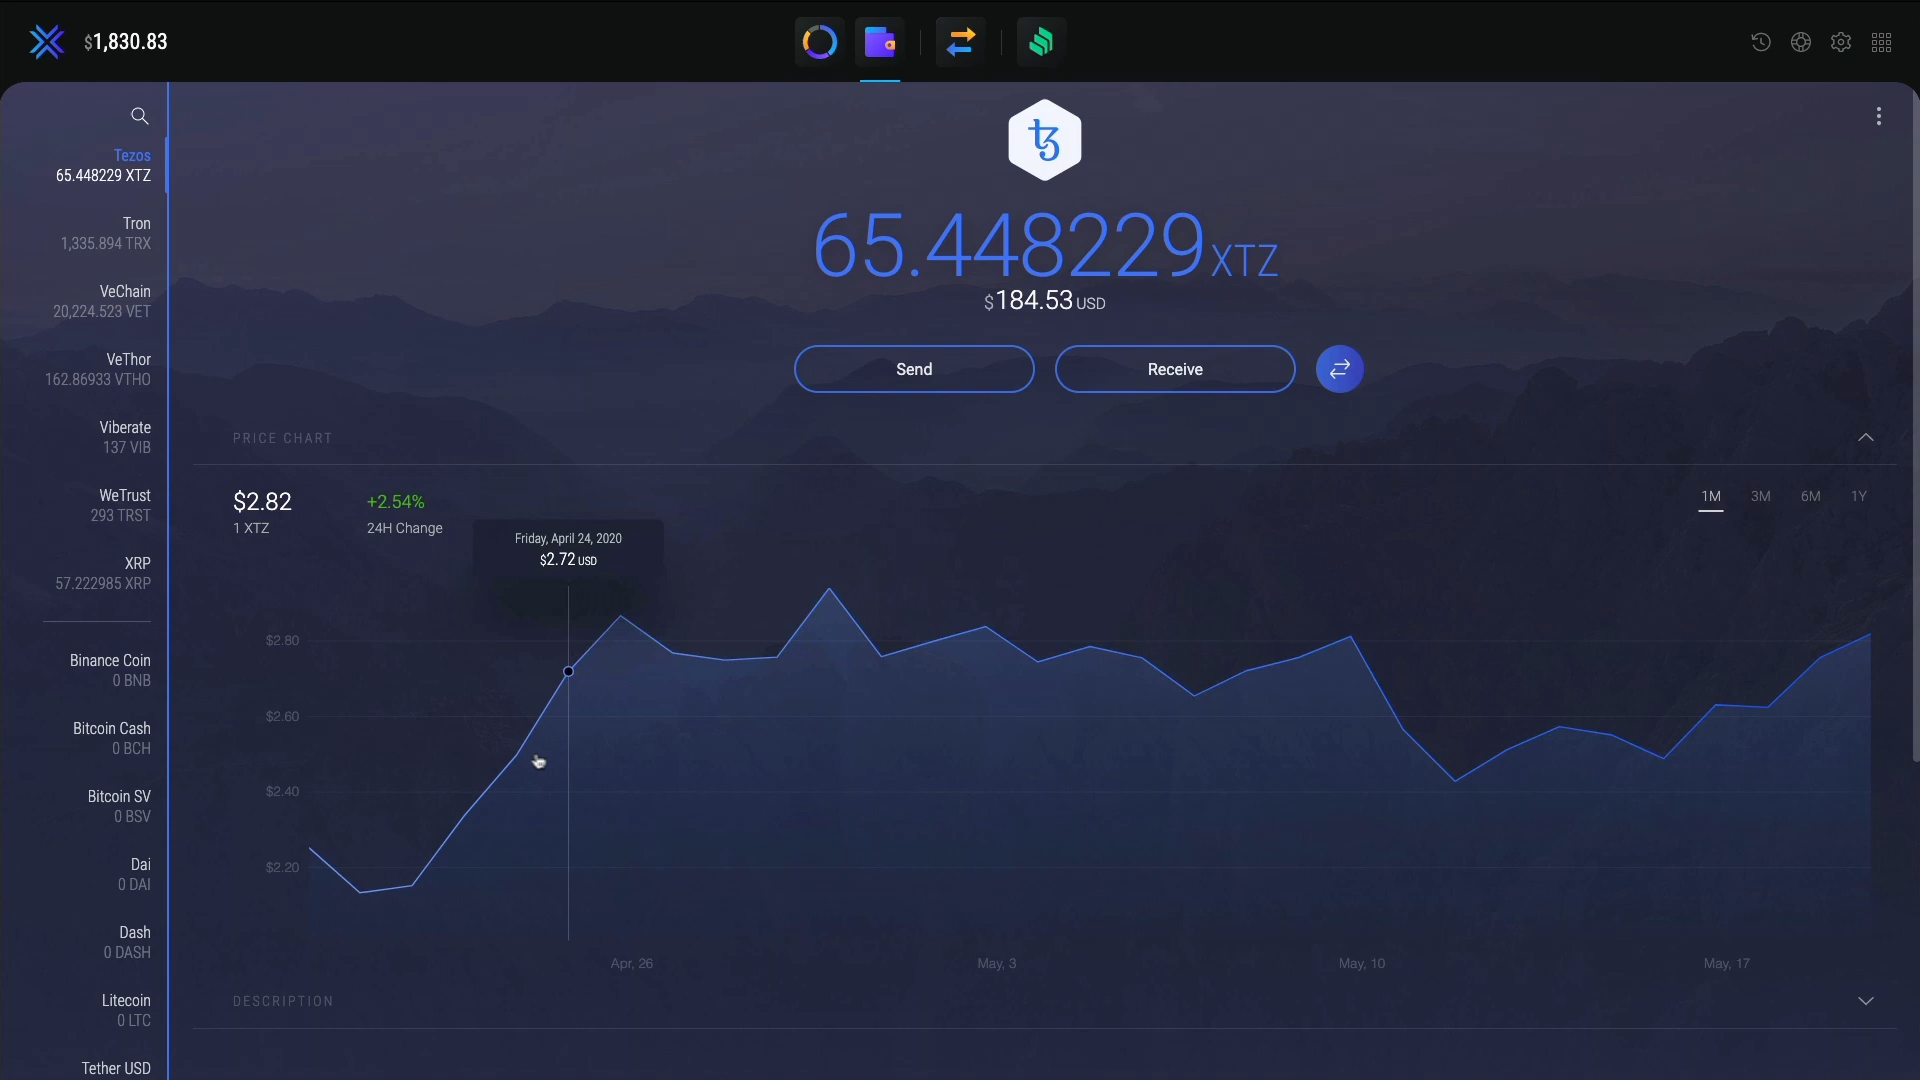 $1,830.83
Tezos
65.448229 XTZ
Tron
1,335.894 TRX
VeChain
20,224.523 VET
VeThor
162.86933 VTHO
Viberate
137 VIB
WeTrust
293 TRST
XRP
57.222985 XRP
Binance Coin
0 BNB
Bitcoin Cash
0 BCH
Bitcoin SV
0 BSV
Dai
0 DAI
Dash
0 DASH
Litecoin
0 LTC
Tether USD
65.448229 XTZ
$184.53 USD
Send
Receive
PRICE CHART
$2.82
1 XTZ
+2.54%
24H Change
1M 3M 6M 1Y
Friday, April 24, 2020
$2.72 USD
$2.80
$2.60
$2.40
$2.20
Apr, 26
May, 3
May, 10
May, 17
DESCRIPTION